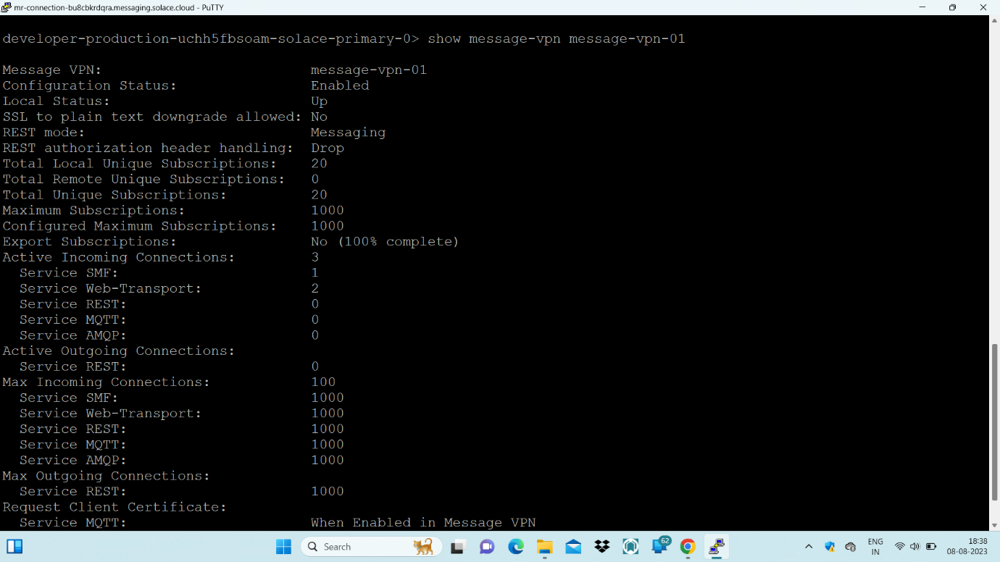 mr-connection-bu8cbkrdqra.messaging.solace.cloud - PuTTY
developer-production-uchh5fbsoam-solace-primary-0> show message-vpn message-vpn-01
Message VPN: message-vpn-01
Configuration Status: Enabled
Local Status: Up
SSL to plain text downgrade allowed: No
REST mode: Messaging
REST authorization header handling: Drop
Total Local Unique Subscriptions: 20
Total Remote Unique Subscriptions: 0
Total Unique Subscriptions: 20
Maximum Subscriptions: 1000
Configured Maximum Subscriptions: 1000
Export Subscriptions: No (100% complete)
Active Incoming Connections: 3
Service SMF: 1
Service Web-Transport: 2
Service REST: 0
Service MQTT: 0
Service AMQP: 0
Active Outgoing Connections:
Service REST: 0
Max Incoming Connections: 100
Service SMF: 1000
Service Web-Transport: 1000
Service REST: 1000
Service MQTT: 1000
Service AMQP: 1000
Max Outgoing Connections:
Service REST: 1000
Request Client Certificate:
Service MQTT: When Enabled in Message VPN
Search
62
ENG
IN
18:38
08-08-2023